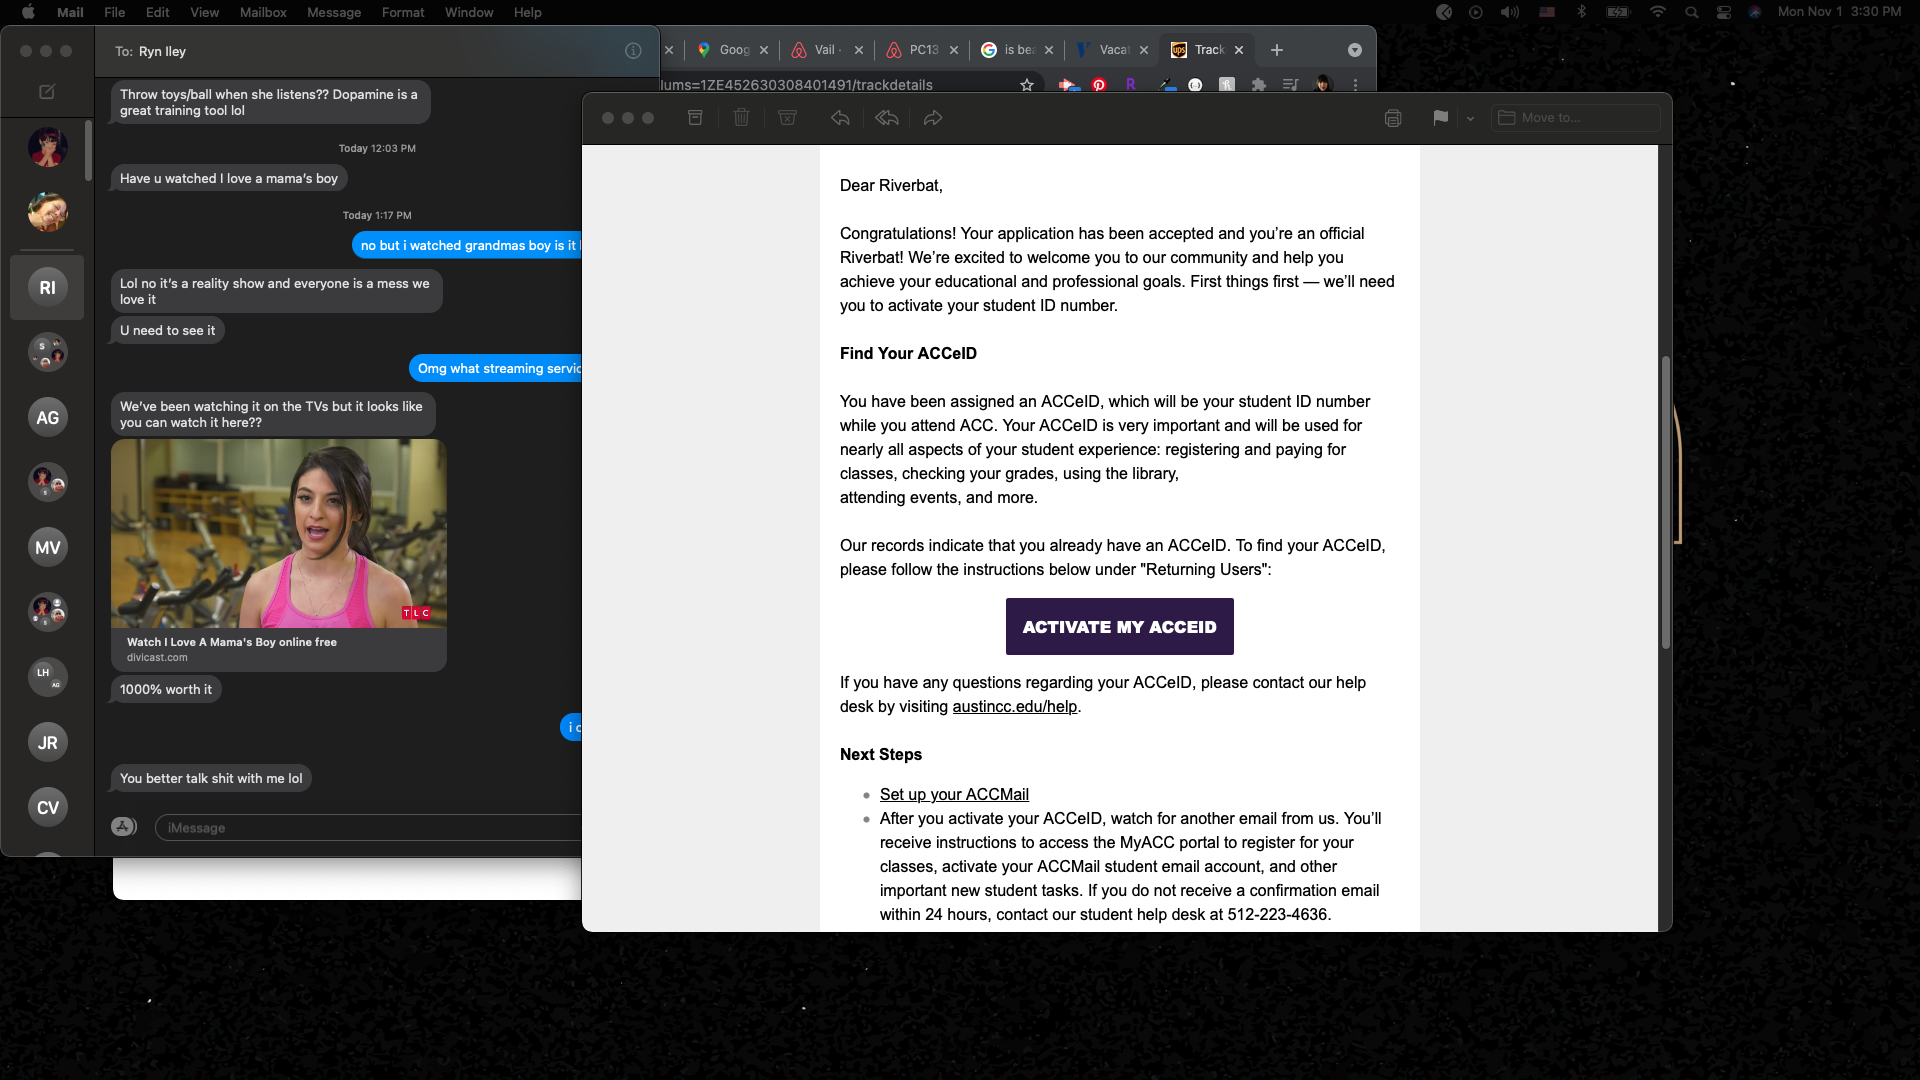 Mail File Edit View Mailbox Message Format Window Help
Mon Nov 1 3:30 PM
To: Ryn Iley
Throw toys/ball when she listens?? Dopamine is a
great training tool lol
Today 12:03 PM
Have u watched I love a mama's boy
Today 1:17 PM
no but i watched grandmas boy is it
Lol no it's a reality show and everyone is a mess we
love it
U need to see it
Omg what streaming servic
We've been watching it on the TVs but it looks like
you can watch it here??
TLC
Watch I Love A Mama's Boy online free
divicast.com
1000% worth it
i c
You better talk shit with me lol
iMessage
RI
S
AG
S
MV
S
LH
AG
JR
CV
Goog
Vail ·
PC13
is bea
Vacat
ups
Track
lums=1ZE452630308401491/trackdetails
R
Move to...
Dear Riverbat,
Congratulations! Your application has been accepted and you're an official
Riverbat! We're excited to welcome you to our community and help you
achieve your educational and professional goals. First things first — we'll need
you to activate your student ID number.
Find Your ACCeID
You have been assigned an ACCeID, which will be your student ID number
while you attend ACC. Your ACCeID is very important and will be used for
nearly all aspects of your student experience: registering and paying for
classes, checking your grades, using the library,
attending events, and more.
Our records indicate that you already have an ACCeID. To find your ACCeID,
please follow the instructions below under "Returning Users":
ACTIVATE MY ACCEID
If you have any questions regarding your ACCeID, please contact our help
desk by visiting austincc.edu/help.
Next Steps
Set up your ACCMail
After you activate your ACCeID, watch for another email from us. You'll
receive instructions to access the MyACC portal to register for your
classes, activate your ACCMail student email account, and other
important new student tasks. If you do not receive a confirmation email
within 24 hours, contact our student help desk at 512-223-4636.